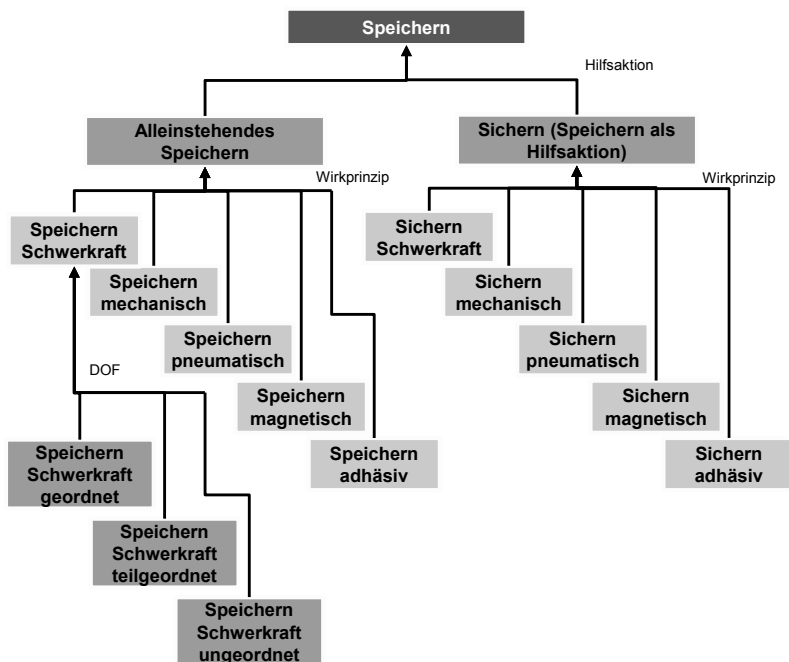 Speichern
Hilfsaktion
Alleinstehendes
Speichern
Sichern (Speichern als
Hilfsaktion)
Wirkprinzip
Wirkprinzip
Speichern
Schwerkraft
Speichern
mechanisch
Speichern
pneumatisch
Speichern
magnetisch
Speichern
adhäsiv
Sichern
Schwerkraft
Sichern
mechanisch
Sichern
pneumatisch
Sichern
magnetisch
Sichern
adhäsiv
DOF
Speichern
Schwerkraft
geordnet
Speichern
Schwerkraft
teilgeordnet
Speichern
Schwerkraft
ungeordnet